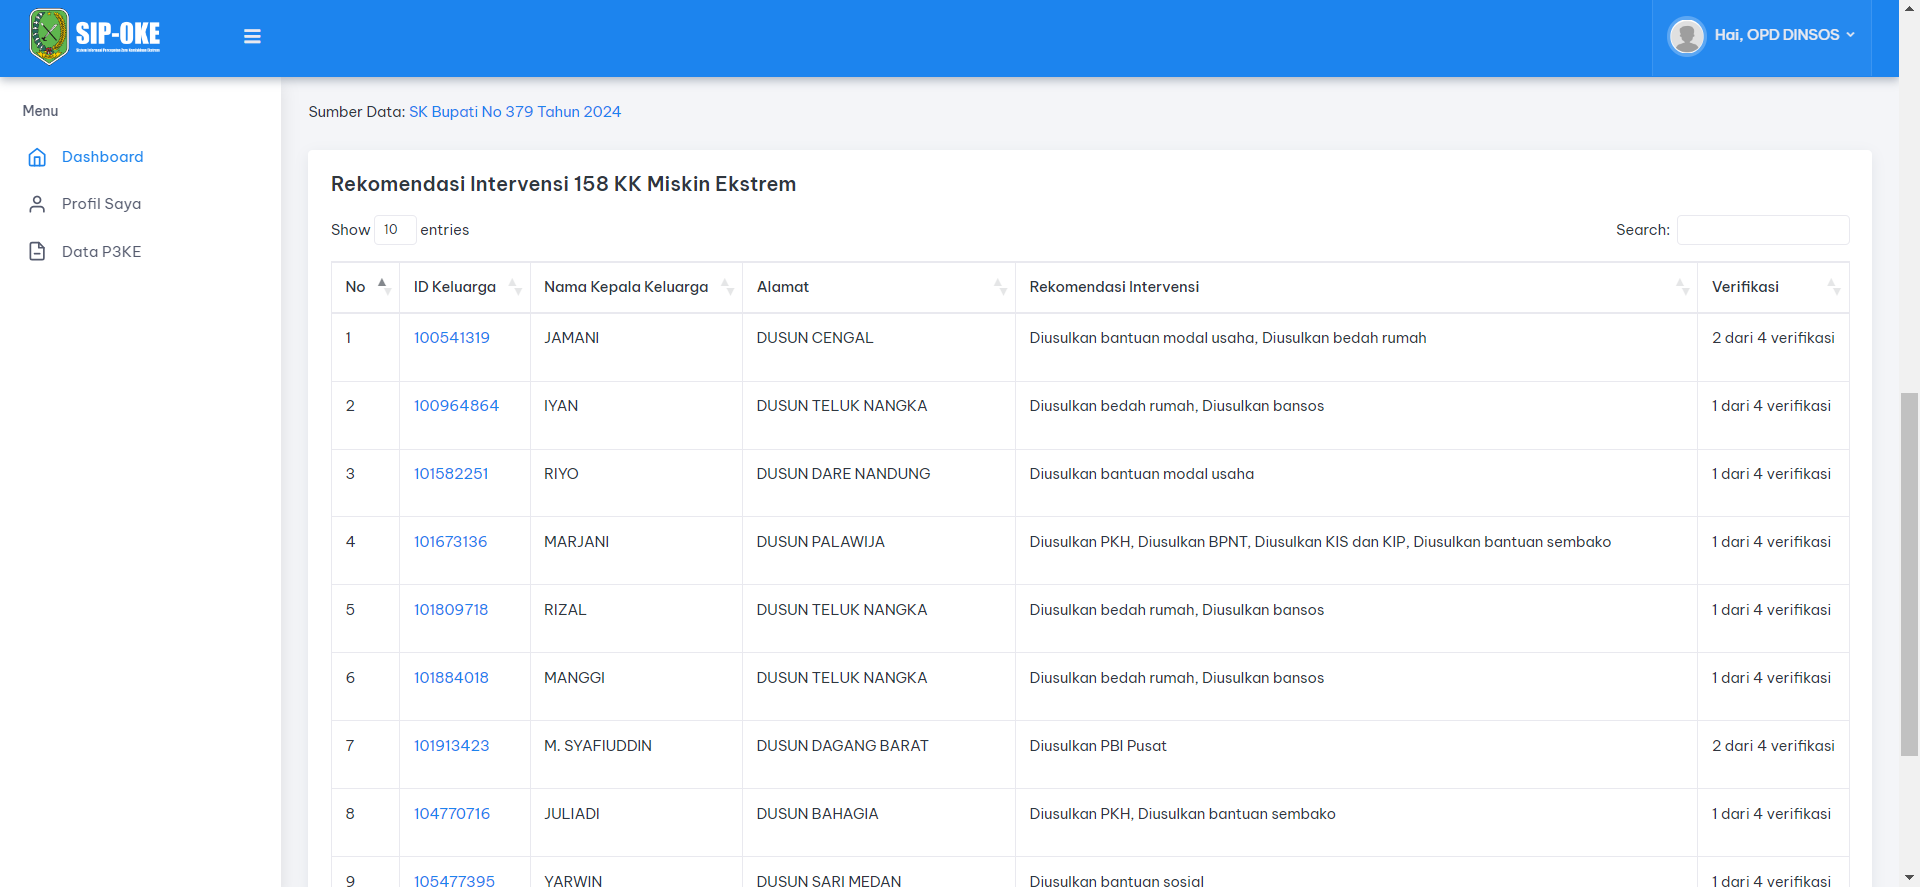 SIP-OKE
Hai, OPD DINSOS
Menu
Dashboard
Profil Saya
Data P3KE
Sumber Data: SK Bupati No 379 Tahun 2024
Rekomendasi Intervensi 158 KK Miskin Ekstrem
Show 10 entries
Search:
No ID Keluarga Nama Kepala Keluarga Alamat Rekomendasi Intervensi Verifikasi
1 100541319 JAMANI DUSUN CENGAL Diusulkan bantuan modal usaha, Diusulkan bedah rumah 2 dari 4 verifikasi
2 100964864 IYAN DUSUN TELUK NANGKA Diusulkan bedah rumah, Diusulkan bansos 1 dari 4 verifikasi
3 101582251 RIYO DUSUN DARE NANDUNG Diusulkan bantuan modal usaha 1 dari 4 verifikasi
4 101673136 MARJANI DUSUN PALAWIJA Diusulkan PKH, Diusulkan BPNT, Diusulkan KIS dan KIP, Diusulkan bantuan sembako 1 dari 4 verifikasi
5 101809718 RIZAL DUSUN TELUK NANGKA Diusulkan bedah rumah, Diusulkan bansos 1 dari 4 verifikasi
6 101884018 MANGGI DUSUN TELUK NANGKA Diusulkan bedah rumah, Diusulkan bansos 1 dari 4 verifikasi
7 101913423 M. SYAFIUDDIN DUSUN DAGANG BARAT Diusulkan PBI Pusat 2 dari 4 verifikasi
8 104770716 JULIADI DUSUN BAHAGIA Diusulkan PKH, Diusulkan bantuan sembako 1 dari 4 verifikasi
9 105477395 YARWIN DUSUN SARI MEDAN Diusulkan bantuan sosial 1 dari 4 verifikasi